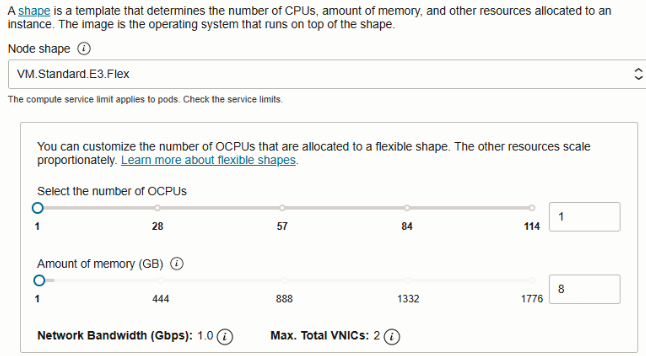 A shape is a template that determines the number of CPUs, amount of memory, and other resources allocated to an
instance. The image is the operating system that runs on top of the shape.
Node shape
VM.Standard.E3.Flex
The compute service limit applies to pods. Check the service limits.
You can customize the number of OCPUs that are allocated to a flexible shape. The other resources scale
proportionately. Learn more about flexible shapes.
Select the number of OCPUs
1
1 28 57 84 114
Amount of memory (GB)
8
1 444 888 1332 1776
Network Bandwidth (Gbps): 1.0 Max. Total VNICs: 2